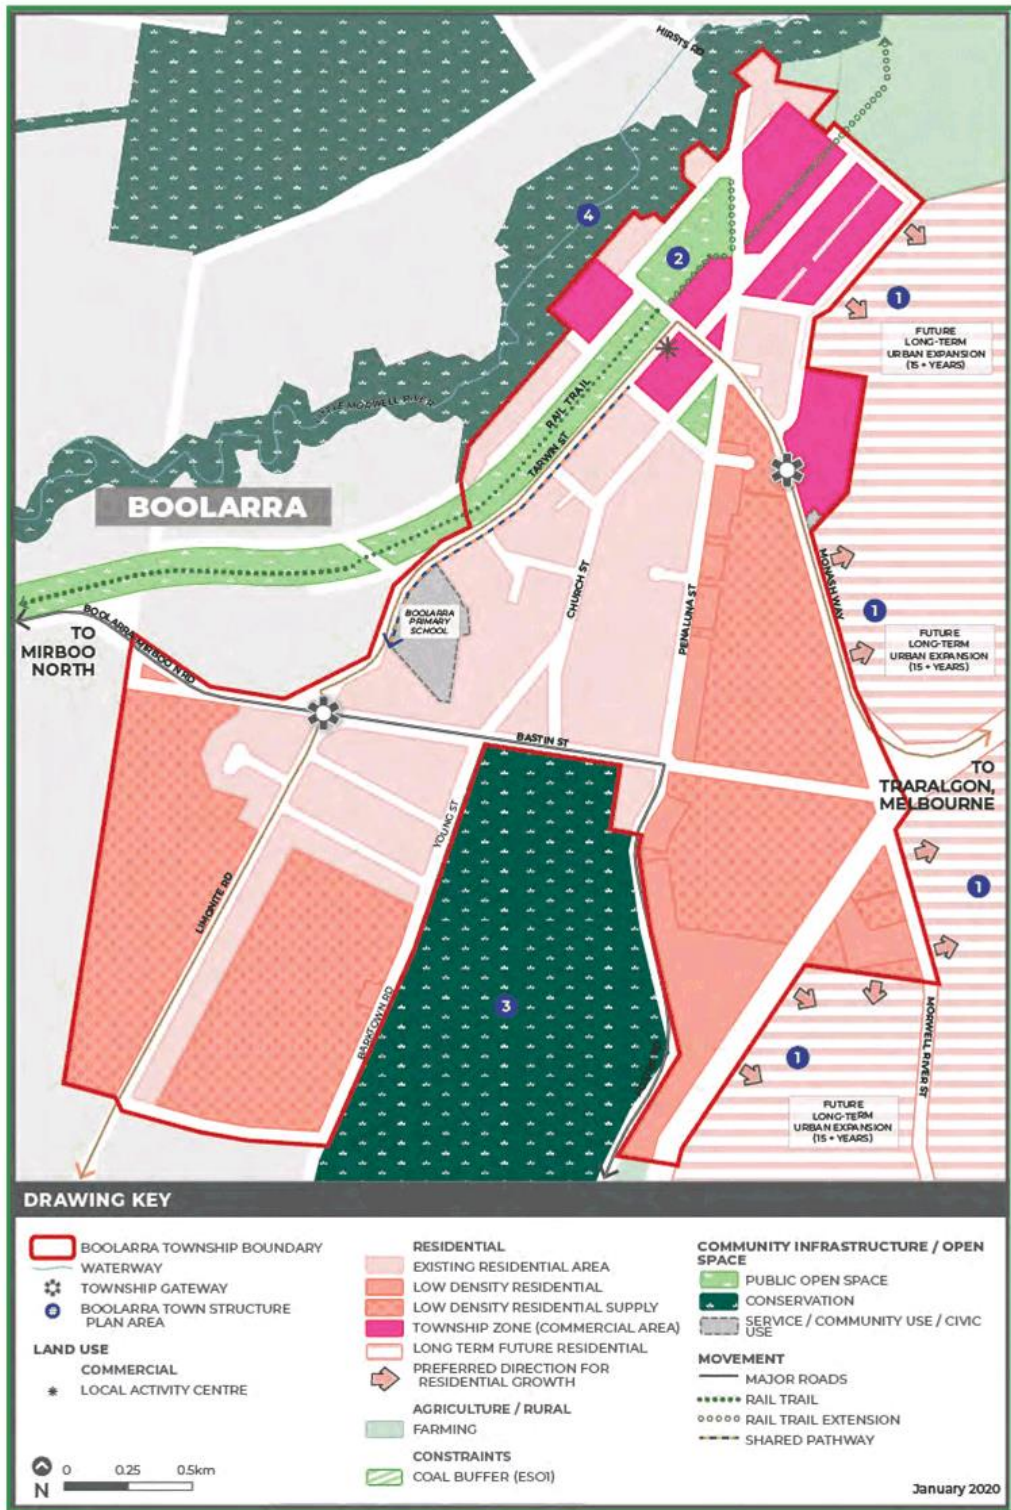 HIRSTS RD
4
2
1
FUTURE
LONG-TERM
URBAN EXPANSION
(15 + YEARS)
RAIL TRAIL
TARWIN ST
MORWELL RIVER
BOOLARRA
MONASH WAY
CHURCH ST
PENALUNA ST
BOOLARRA
PRIMARY
SCHOOL
1
FUTURE
LONG-TERM
URBAN EXPANSION
(15 + YEARS)
BOOLARRA-MIRBOO N RD
TO
MIRBOO
NORTH
BASTIN ST
TO
TRARALGON,
MELBOURNE
YOUNG ST
LIMONITE RD
1
3
BARKTOWN RD
MORWELL RIVER ST
1
FUTURE
LONG-TERM
URBAN EXPANSION
(15 + YEARS)
DRAWING KEY
BOOLARRA TOWNSHIP BOUNDARY
WATERWAY
TOWNSHIP GATEWAY
# BOOLARRA TOWN STRUCTURE
PLAN AREA
LAND USE
COMMERCIAL
LOCAL ACTIVITY CENTRE
N
0 0.25 0.5km
RESIDENTIAL
EXISTING RESIDENTIAL AREA
LOW DENSITY RESIDENTIAL
LOW DENSITY RESIDENTIAL SUPPLY
TOWNSHIP ZONE (COMMERCIAL AREA)
LONG TERM FUTURE RESIDENTIAL
PREFERRED DIRECTION FOR
RESIDENTIAL GROWTH
AGRICULTURE / RURAL
FARMING
CONSTRAINTS
COAL BUFFER (ESO1)
COMMUNITY INFRASTRUCTURE / OPEN
SPACE
PUBLIC OPEN SPACE
CONSERVATION
SERVICE / COMMUNITY USE / CIVIC
USE
MOVEMENT
MAJOR ROADS
RAIL TRAIL
RAIL TRAIL EXTENSION
SHARED PATHWAY
January 2020